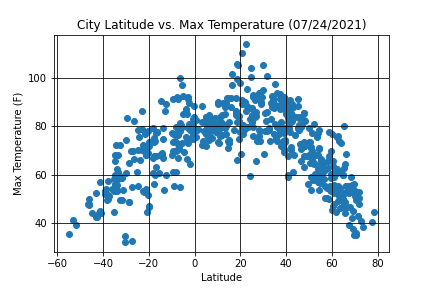 City Latitude vs. Max Temperature (07/24/2021)
Max Temperature (F)
100
80
60
40
−60 −40 −20 0 20 40 60 80
Latitude